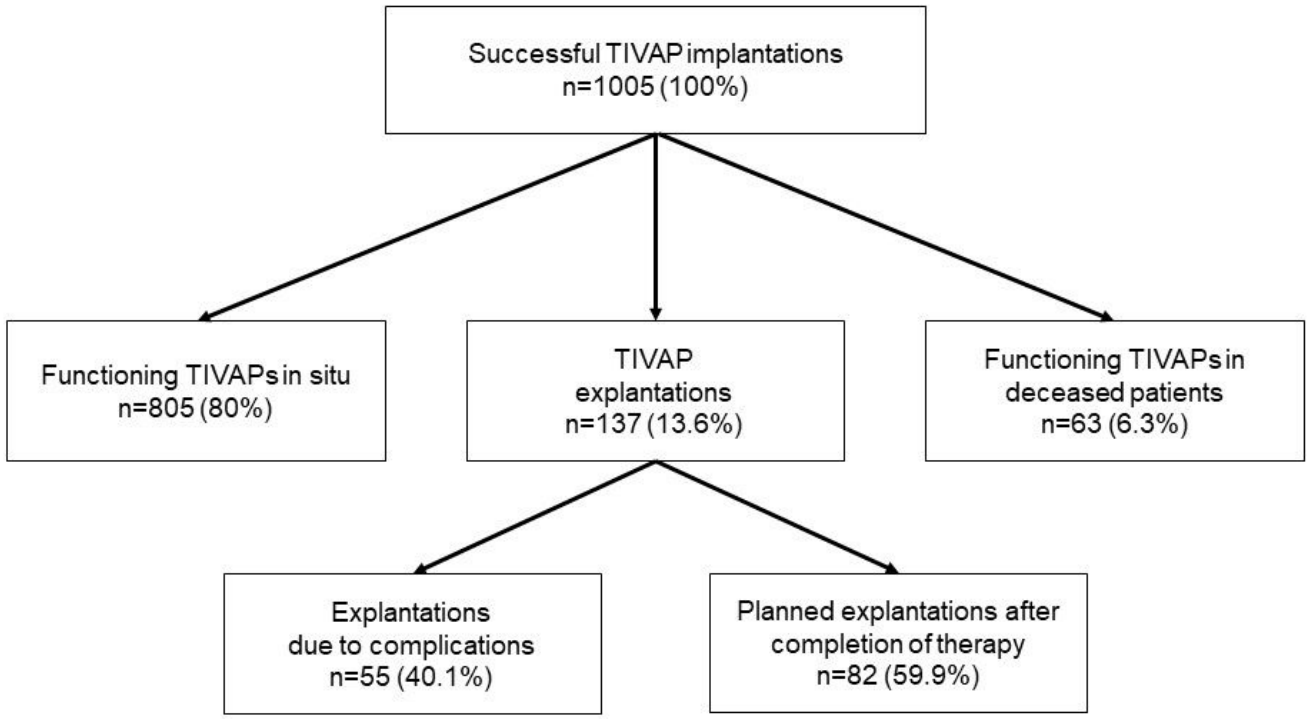 Successful TIVAP implantations
n=1005 (100%)
Functioning TIVAPs in situ
n=805 (80%)
TIVAP
explantations
n=137 (13.6%)
Functioning TIVAPs in
deceased patients
n=63 (6.3%)
Explantations
due to complications
n=55 (40.1%)
Planned explantations after
completion of therapy
n=82 (59.9%)